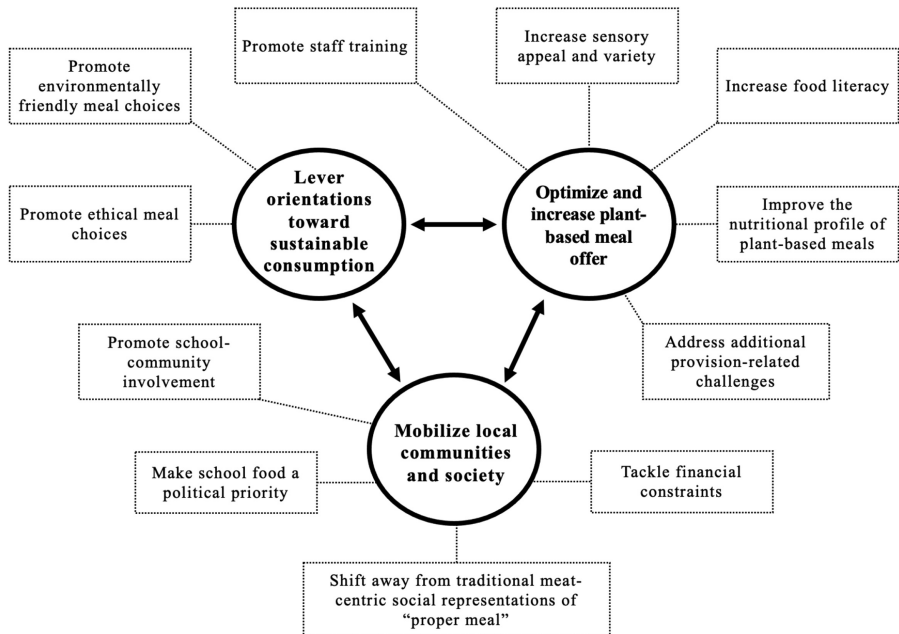 Promote staff training
Increase sensory
appeal and variety
Promote
environmentally
friendly meal choices
Increase food literacy
Lever
orientations
toward
sustainable
consumption
Optimize and
increase plant-
based meal
offer
Promote ethical meal
choices
Improve the
nutritional profile of
plant-based meals
Promote school-
community
involvement
Address additional
provision-related
challenges
Mobilize local
communities
and society
Make school food a
political priority
Tackle financial
constraints
Shift away from traditional meat-
centric social representations of
“proper meal”